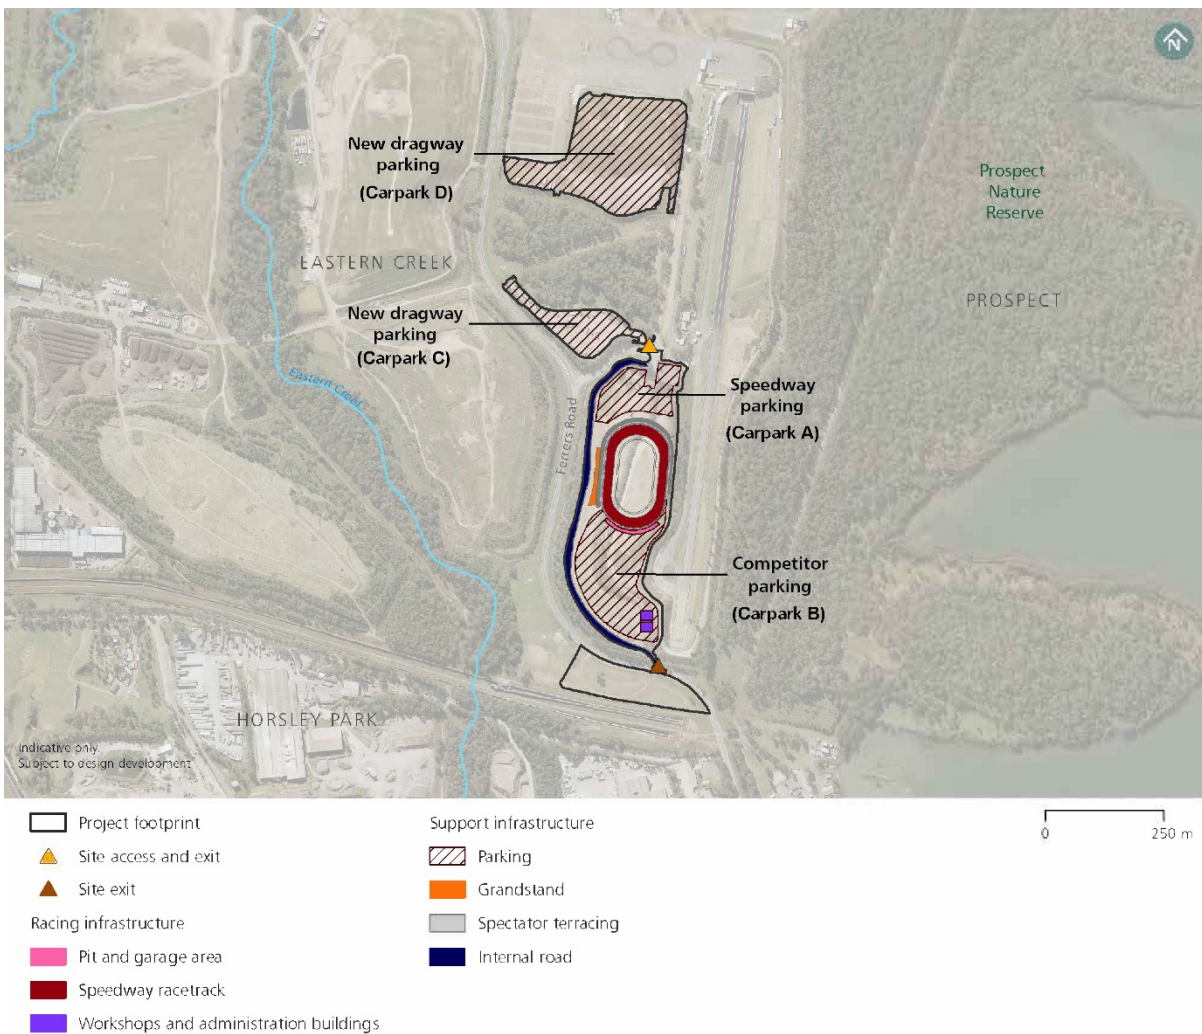 N
New dragway
parking
(Carpark D)
Prospect
Nature
Reserve
EASTERN CREEK
PROSPECT
New dragway
parking
(Carpark C)
Eastern Creek
Ferrers Road
Speedway
parking
(Carpark A)
Competitor
parking
(Carpark B)
HORSLEY PARK
Indicative only.
Subject to design development
Project footprint
Site access and exit
Site exit
Racing infrastructure
Pit and garage area
Speedway racetrack
Workshops and administration buildings
Support infrastructure
Parking
Grandstand
Spectator terracing
Internal road
0 250 m